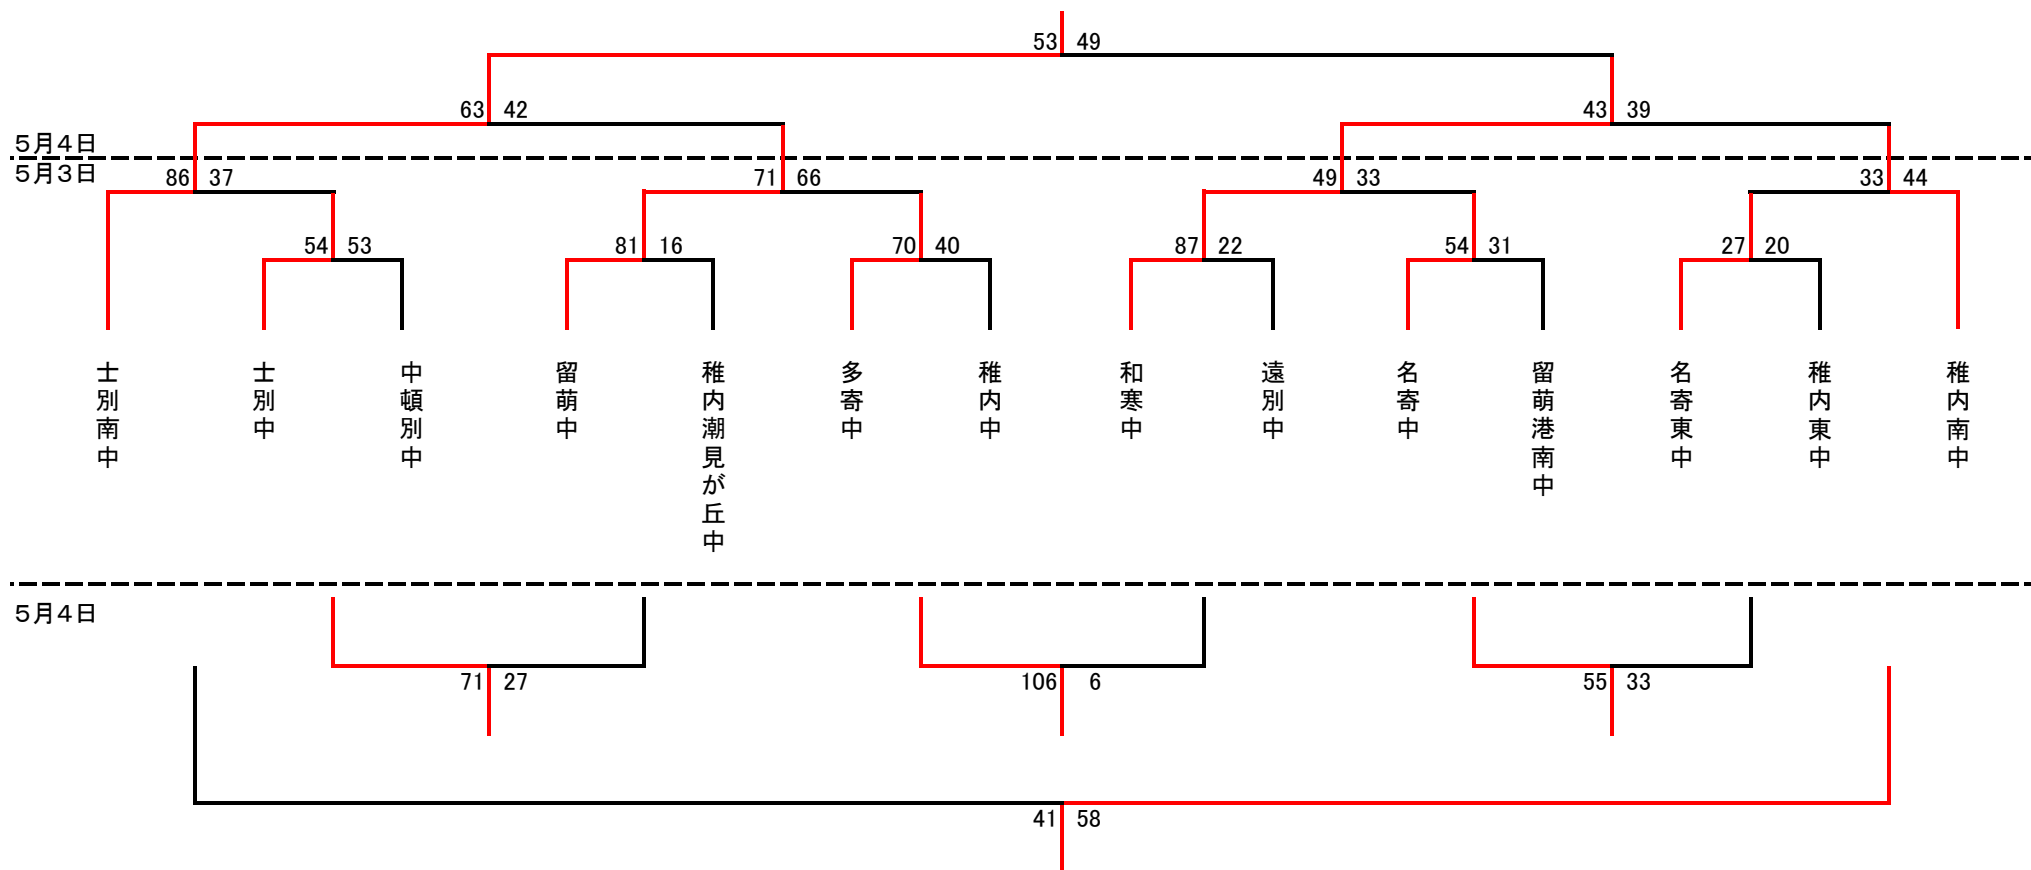 53 49
63 42
43 39
５月４日
５月３日
86 37
71 66
49 33
33 44
54 53
81 16
70 40
87 22
54 31
27 20
士別南中
士別中
中頓別中
留萌中
稚内潮見が丘中
多寄中
稚内中
和寒中
遠別中
名寄中
留萌港南中
名寄東中
稚内東中
稚内南中
５月４日
71 27
106 6
55 33
41 58